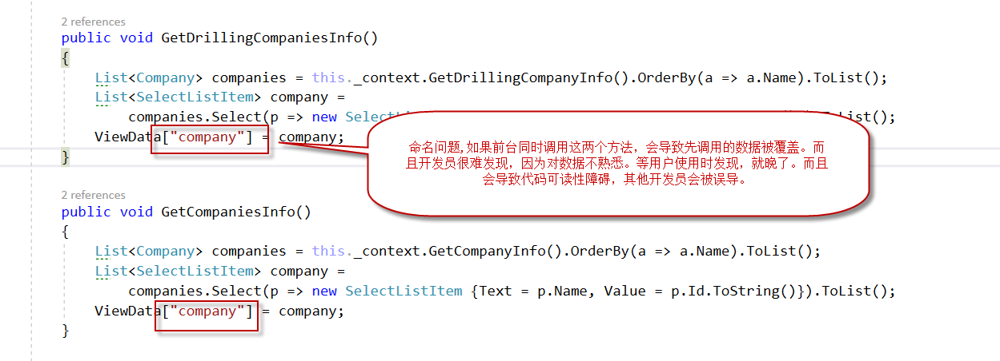 2 references
public void GetDrillingCompaniesInfo()
{
List<Company> companies = this._context.GetDrillingCompanyInfo().OrderBy(a => a.Name).ToList();
List<SelectListItem> company =
companies.Select(p => new
ViewData["company"] = company;
}
命名问题,如果前台同时调用这两个方法，会导致先调用的数据被覆盖。而
且开发员很难发现，因为对数据不熟悉。等用户使用时发现，就晚了。而且
会导致代码可读性障碍，其他开发员会被误导。
2 references
public void GetCompaniesInfo()
{
List<Company> companies = this._context.GetCompanyInfo().OrderBy(a => a.Name).ToList();
List<SelectListItem> company =
companies.Select(p => new SelectListItem {Text = p.Name, Value = p.Id.ToString()}).ToList();
ViewData["company"] = company;
}